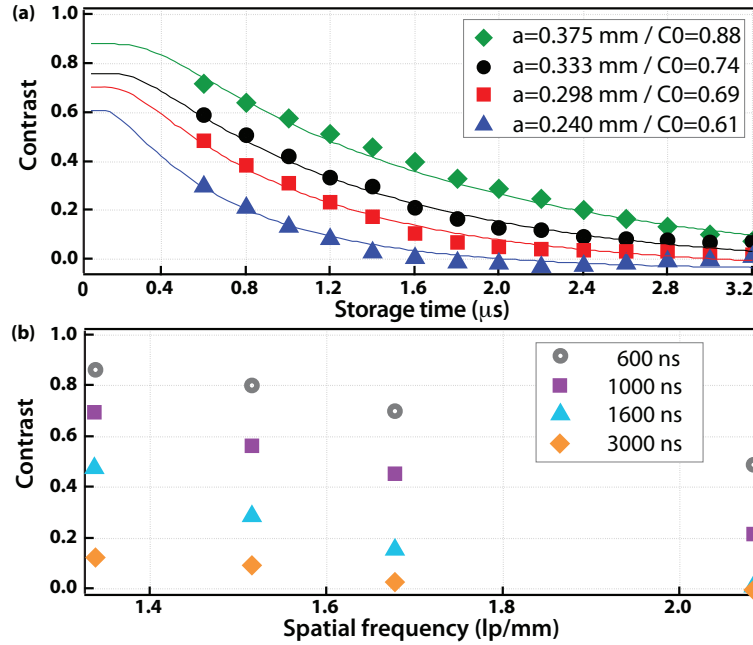 (a)
1.0
0.8
0.6
0.4
0.2
0.0
Contrast
a=0.375 mm / C0=0.88
a=0.333 mm / C0=0.74
a=0.298 mm / C0=0.69
a=0.240 mm / C0=0.61
0 0.4 0.8 1.2 1.6 2.0 2.4 2.8 3.2
Storage time (μs)
(b)
1.0
0.8
0.6
0.4
0.2
0.0
Contrast
600 ns
1000 ns
1600 ns
3000 ns
1.4 1.6 1.8 2.0
Spatial frequency (lp/mm)